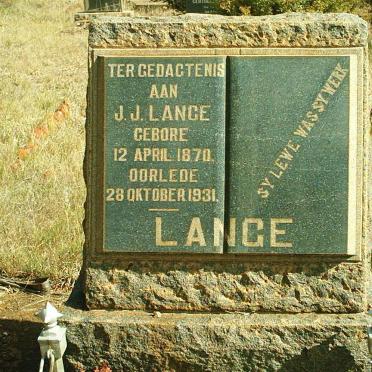 TER GEDACTENIS
AAN
J. J. LANGE
GEBORE
12 APRIL 1870.
OORLEDE
28 OKTOBER 1931.
SY LEWE WAS SY WERK
LANGE